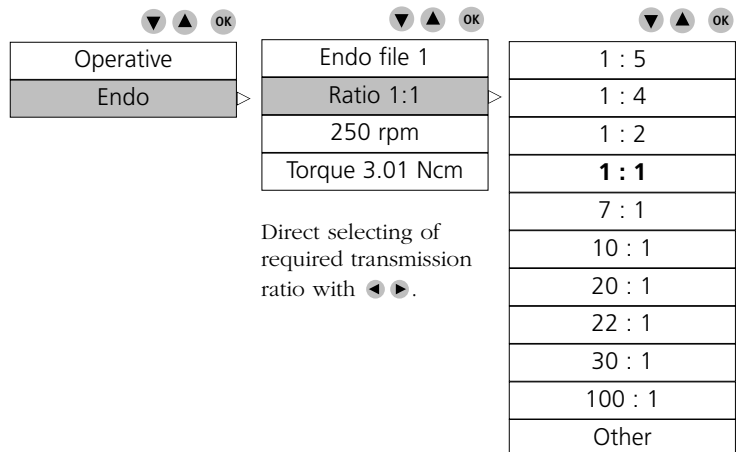 ▼ ▲ OK
Operative
Endo
▼ ▲ OK
Endo file 1
Ratio 1:1
250 rpm
Torque 3.01 Ncm
Direct selecting of
required transmission
ratio with ◀ ▶.
▼ ▲ OK
1 : 5
1 : 4
1 : 2
1 : 1
7 : 1
10 : 1
20 : 1
22 : 1
30 : 1
100 : 1
Other